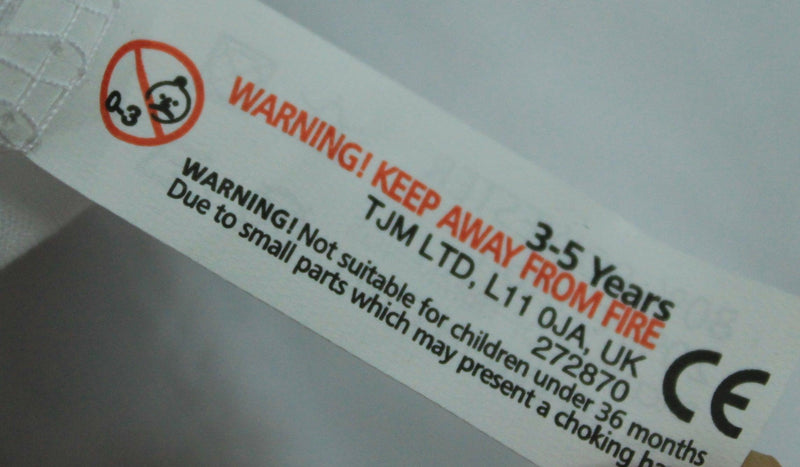 0-3
3-5 Years
WARNING! KEEP AWAY FROM FIRE
TJM LTD, L11 0JA, UK
272870
WARNING! Not suitable for children under 36 months
Due to small parts which may present a choking
CE